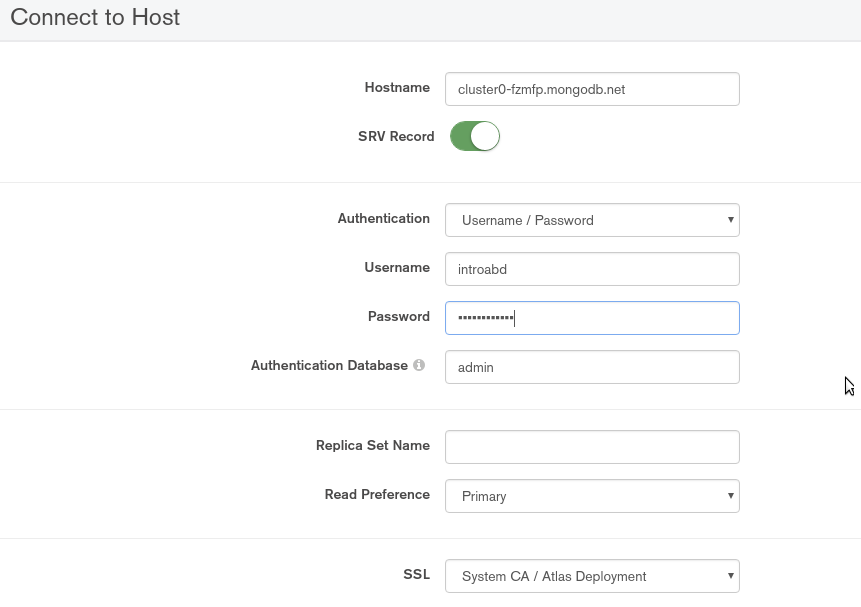 Connect to Host
Hostname cluster0-fzmfp.mongodb.net
SRV Record
Authentication Username / Password
Username introabd
Password ••••••••••••
Authentication Database admin
Replica Set Name
Read Preference Primary
SSL System CA / Atlas Deployment